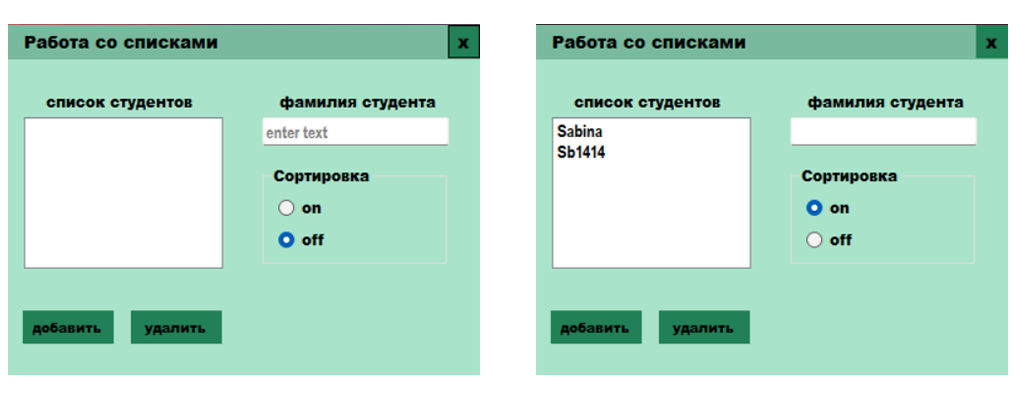 Работа со списками x
список студентов
фамилия студента
enter text
Сортировка
on
off
добавить удалить
Работа со списками x
список студентов
фамилия студента
Sabina
Sb1414
Сортировка
on
off
добавить удалить